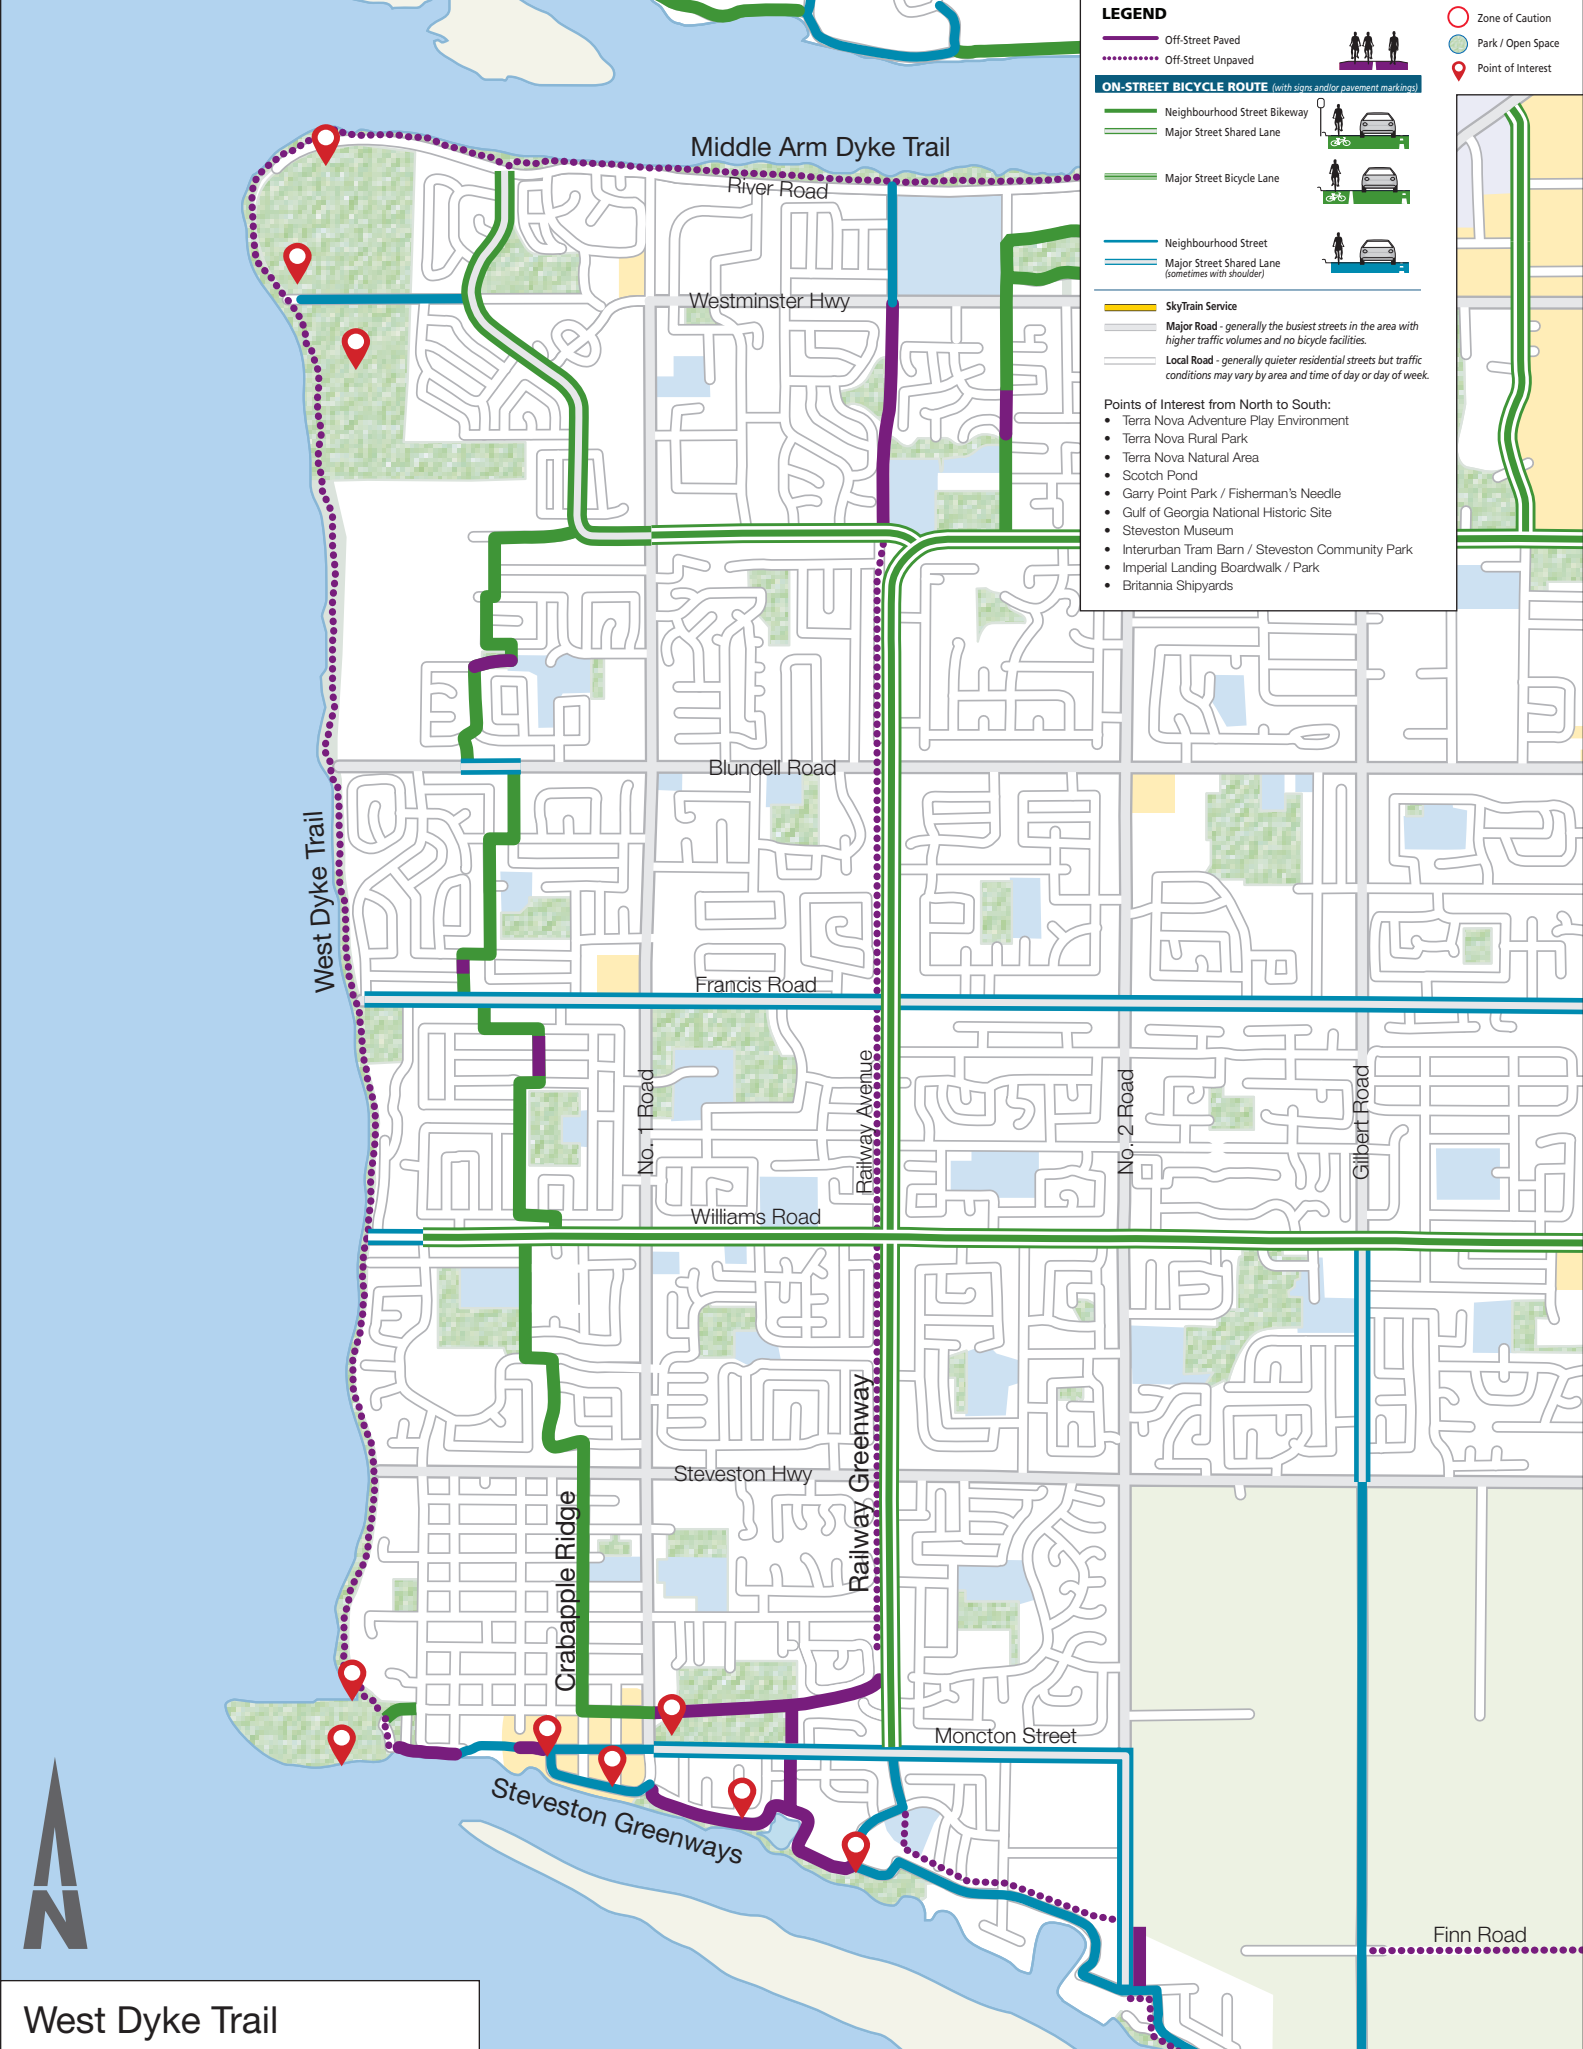 LEGEND
Off-Street Paved
Off-Street Unpaved
ON-STREET BICYCLE ROUTE (with signs and/or pavement markings)
Neighbourhood Street Bikeway
Major Street Shared Lane
Major Street Bicycle Lane
Neighbourhood Street
Major Street Shared Lane
(sometimes with shoulder)
SkyTrain Service
Major Road - generally the busiest streets in the area with
higher traffic volumes and no bicycle facilities.
Local Road - generally quieter residential streets but traffic
conditions may vary by area and time of day or day of week.
Zone of Caution
Park / Open Space
Point of Interest
Points of Interest from North to South:
• Terra Nova Adventure Play Environment
• Terra Nova Rural Park
• Terra Nova Natural Area
• Scotch Pond
• Garry Point Park / Fisherman's Needle
• Gulf of Georgia National Historic Site
• Steveston Museum
• Interurban Tram Barn / Steveston Community Park
• Imperial Landing Boardwalk / Park
• Britannia Shipyards
Middle Arm Dyke Trail
River Road
Westminster Hwy
Blundell Road
West Dyke Trail
Francis Road
No. 1 Road
Railway Avenue
No. 2 Road
Gilbert Road
Williams Road
Railway Greenway
Steveston Hwy
Crabapple Ridge
Moncton Street
Steveston Greenways
Finn Road
N
West Dyke Trail